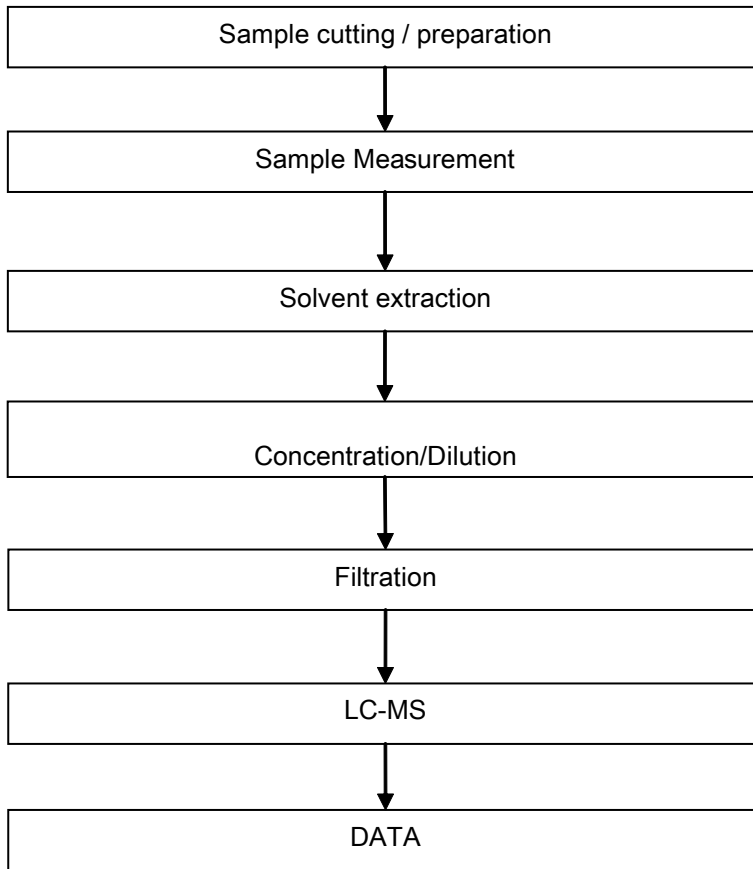 Sample cutting / preparation
Sample Measurement
Solvent extraction
Concentration/Dilution
Filtration
LC-MS
DATA